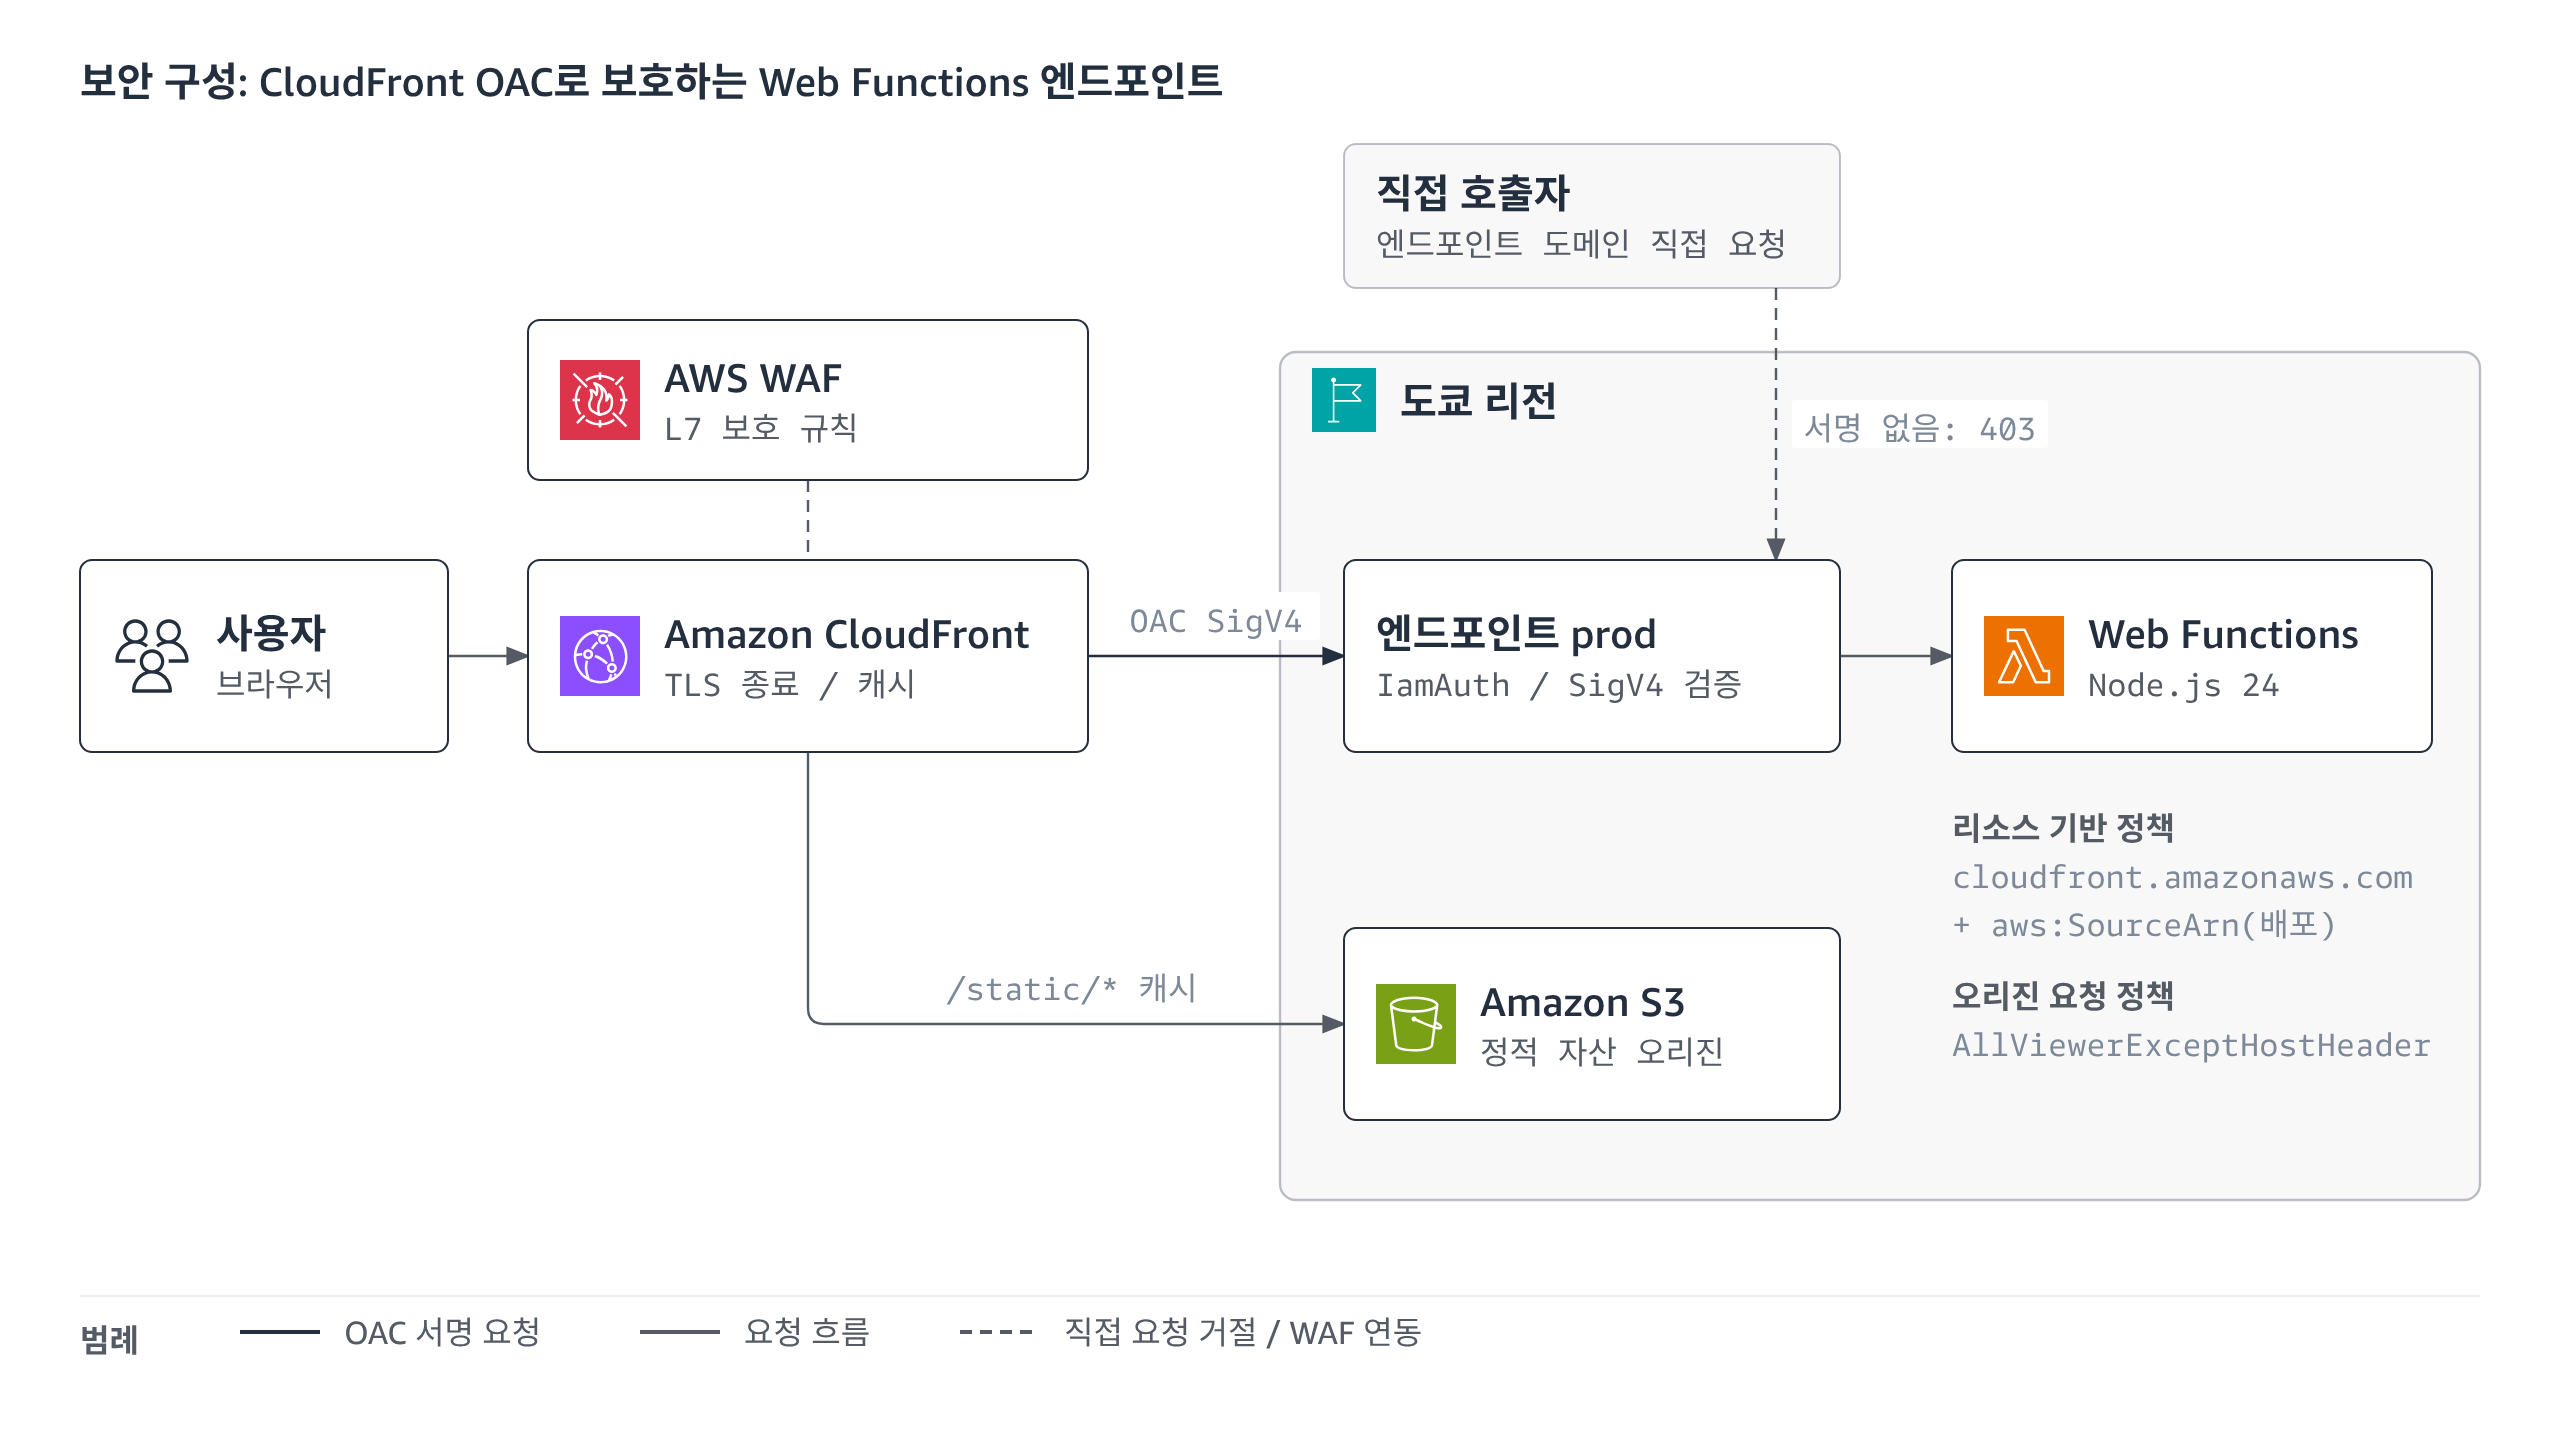 보안 구성: CloudFront OAC로 보호하는 Web Functions 엔드포인트
직접 호출자
엔드포인트 도메인 직접 요청
AWS WAF
L7 보호 규칙
도쿄 리전
서명 없음: 403
사용자
브라우저
Amazon CloudFront
TLS 종료 / 캐시
OAC SigV4
엔드포인트 prod
IamAuth / SigV4 검증
Web Functions
Node.js 24
리소스 기반 정책
cloudfront.amazonaws.com
+ aws:SourceArn(배포)
오리진 요청 정책
AllViewerExceptHostHeader
/static/* 캐시
Amazon S3
정적 자산 오리진
범례
OAC 서명 요청
요청 흐름
직접 요청 거절 / WAF 연동